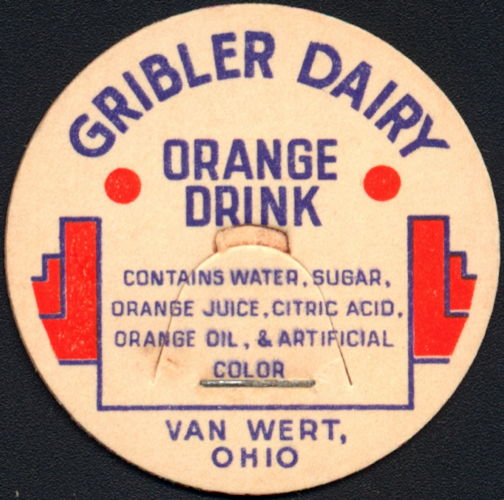 GRIBLER DAIRY
ORANGE
DRINK
CONTAINS WATER, SUGAR,
ORANGE JUICE, CITRIC ACID,
ORANGE OIL, & ARTIFICIAL
COLOR
VAN WERT,
OHIO